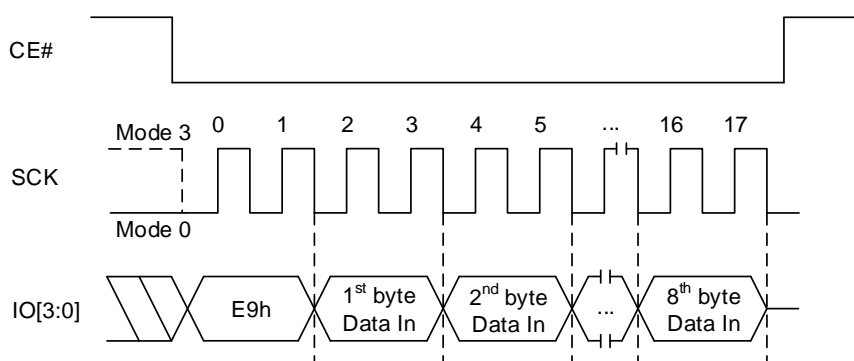 CE#
Mode 3 0 1 2 3 4 5 ... 16 17
SCK
Mode 0
IO[3:0] E9h 1st byte Data In 2nd byte Data In ... 8th byte Data In